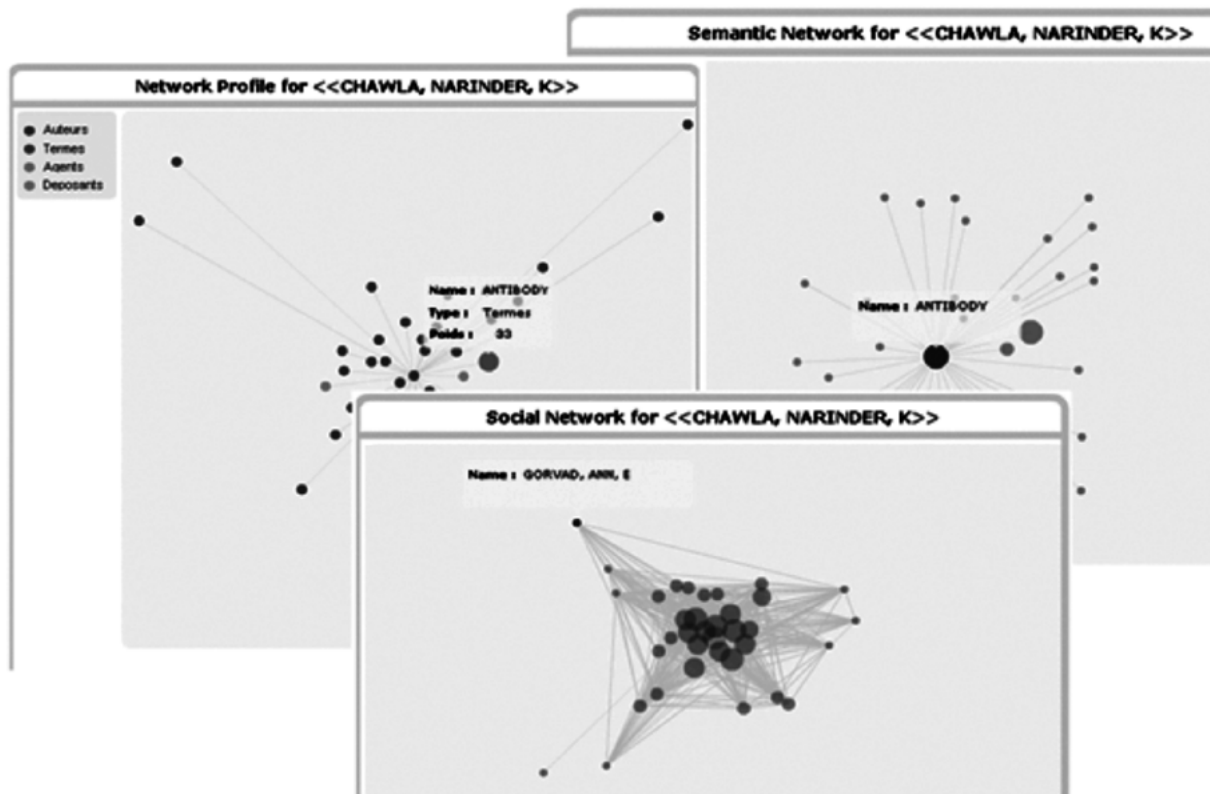 Semantic Network for <<CHAWLA, NARINDER, K>>
Network Profile for <<CHAWLA, NARINDER, K>>
Auteurs
Termes
Agents
Deposants
Name : ANTIBODY
Type : Termes
Poids : 33
Name : ANTIBODY
Social Network for <<CHAWLA, NARINDER, K>>
Name : GORVAD, ANN, E